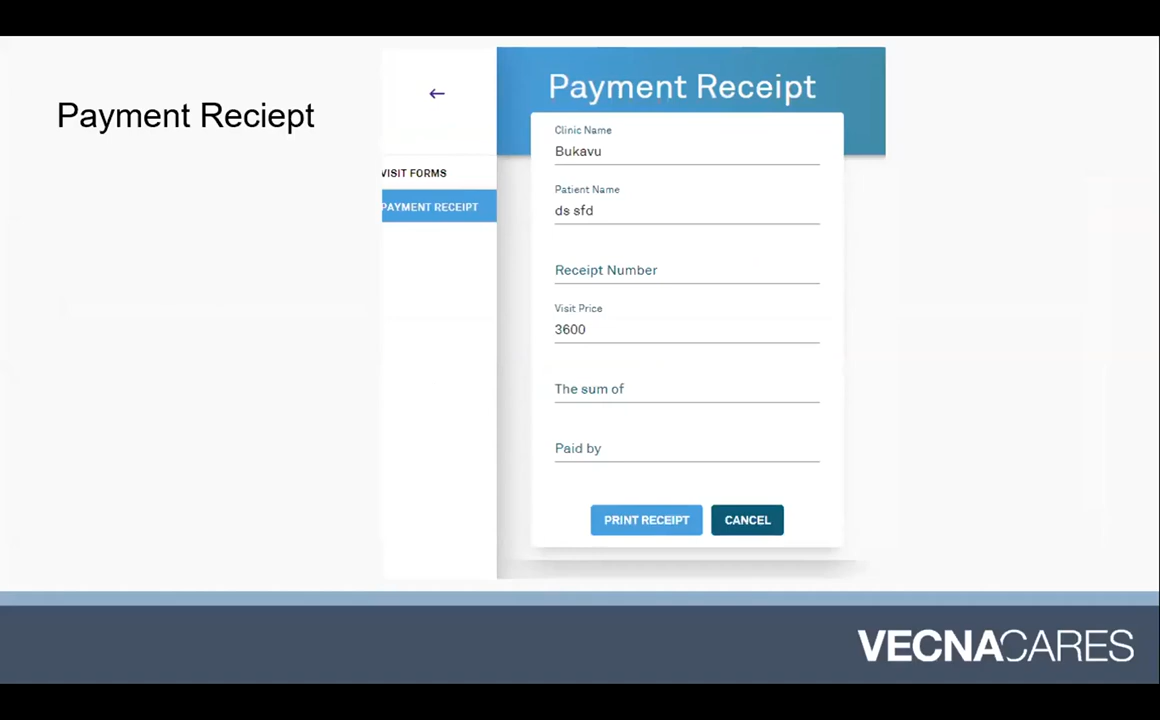 Payment Reciept
Payment Receipt
VISIT FORMS
PAYMENT RECEIPT
Clinic Name
Bukavu
Patient Name
ds sfd
Receipt Number
Visit Price
3600
The sum of
Paid by
PRINT RECEIPT
CANCEL
VECNACARES